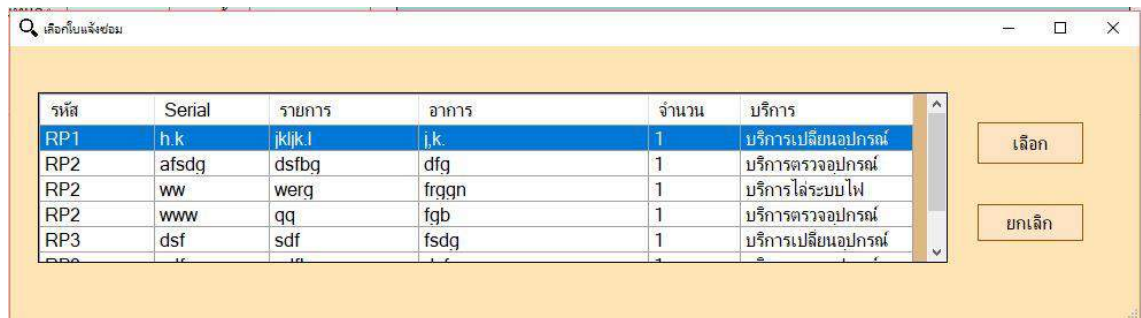 เลือกใบแจ้งซ่อม
รหัส Serial รายการ อาการ จำนวน บริการ
RP1 h.k jkljk.l j,k. 1 บริการเปลี่ยนอุปกรณ์
RP2 afsdg dsfbg dfg 1 บริการตรวจอุปกรณ์
RP2 ww werg frggn 1 บริการไล่ระบบไฟ
RP2 www qq fgb 1 บริการตรวจอุปกรณ์
RP3 dsf sdf fsdg 1 บริการเปลี่ยนอุปกรณ์
เลือก
ยกเลิก